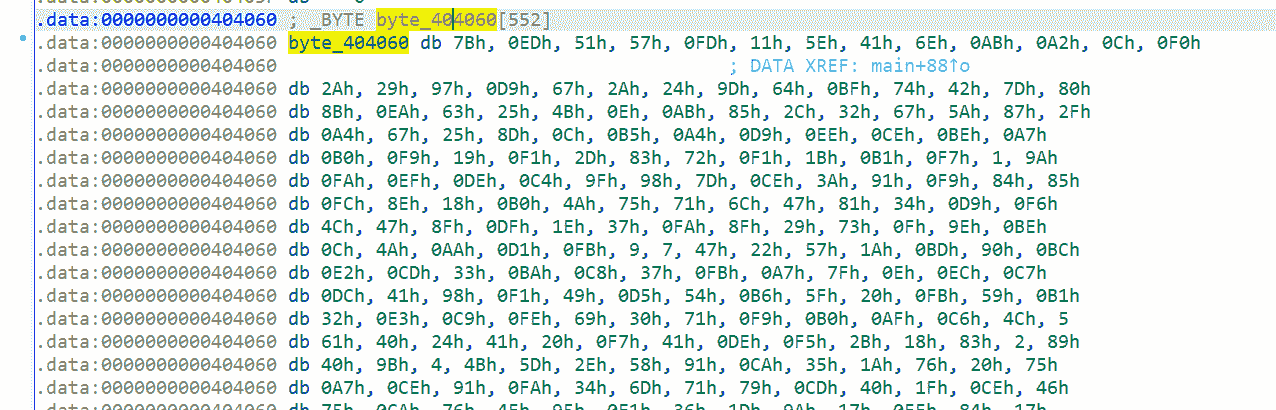 .data:0000000000404060 ; _BYTE byte_404060[552]
.data:0000000000404060 byte_404060 db 7Bh, 0EDh, 51h, 57h, 0FDh, 11h, 5Eh, 41h, 6Eh, 0ABh, 0A2h, 0Ch, 0F0h
.data:0000000000404060 ; DATA XREF: main+88↑o
.data:0000000000404060 db 2Ah, 29h, 97h, 0D9h, 67h, 2Ah, 24h, 9Dh, 64h, 0BFh, 74h, 42h, 7Dh, 80h
.data:0000000000404060 db 8Bh, 0EAh, 63h, 25h, 4Bh, 0Eh, 0ABh, 85h, 2Ch, 32h, 67h, 5Ah, 87h, 2Fh
.data:0000000000404060 db 0A4h, 67h, 25h, 8Dh, 0Ch, 0B5h, 0A4h, 0D9h, 0EEh, 0CEh, 0BEh, 0A7h
.data:0000000000404060 db 0B0h, 0F9h, 19h, 0F1h, 2Dh, 83h, 72h, 0F1h, 1Bh, 0B1h, 0F7h, 1, 9Ah
.data:0000000000404060 db 0FAh, 0EFh, 0DEh, 0C4h, 9Fh, 98h, 7Dh, 0CEh, 3Ah, 91h, 0F9h, 84h, 85h
.data:0000000000404060 db 0FCh, 8Eh, 18h, 0B0h, 4Ah, 75h, 71h, 6Ch, 47h, 81h, 34h, 0D9h, 0F6h
.data:0000000000404060 db 4Ch, 47h, 8Fh, 0DFh, 1Eh, 37h, 0FAh, 8Fh, 29h, 73h, 0Fh, 9Eh, 0BEh
.data:0000000000404060 db 0Ch, 4Ah, 0AAh, 0D1h, 0FBh, 9, 7, 47h, 22h, 57h, 1Ah, 0BDh, 90h, 0BCh
.data:0000000000404060 db 0E2h, 0CDh, 33h, 0BAh, 0C8h, 37h, 0FBh, 0A7h, 7Fh, 0Eh, 0ECh, 0C7h
.data:0000000000404060 db 0DCh, 41h, 98h, 0F1h, 49h, 0D5h, 54h, 0B6h, 5Fh, 20h, 0FBh, 59h, 0B1h
.data:0000000000404060 db 32h, 0E3h, 0C9h, 0FEh, 69h, 30h, 71h, 0F9h, 0B0h, 0AFh, 0C6h, 4Ch, 5
.data:0000000000404060 db 61h, 40h, 24h, 41h, 20h, 0F7h, 41h, 0DEh, 0F5h, 2Bh, 18h, 83h, 2, 89h
.data:0000000000404060 db 40h, 9Bh, 4, 4Bh, 5Dh, 2Eh, 58h, 91h, 0CAh, 35h, 1Ah, 76h, 20h, 75h
.data:0000000000404060 db 0A7h, 0CEh, 91h, 0FAh, 34h, 6Dh, 71h, 79h, 0CDh, 40h, 1Fh, 0CEh, 46h